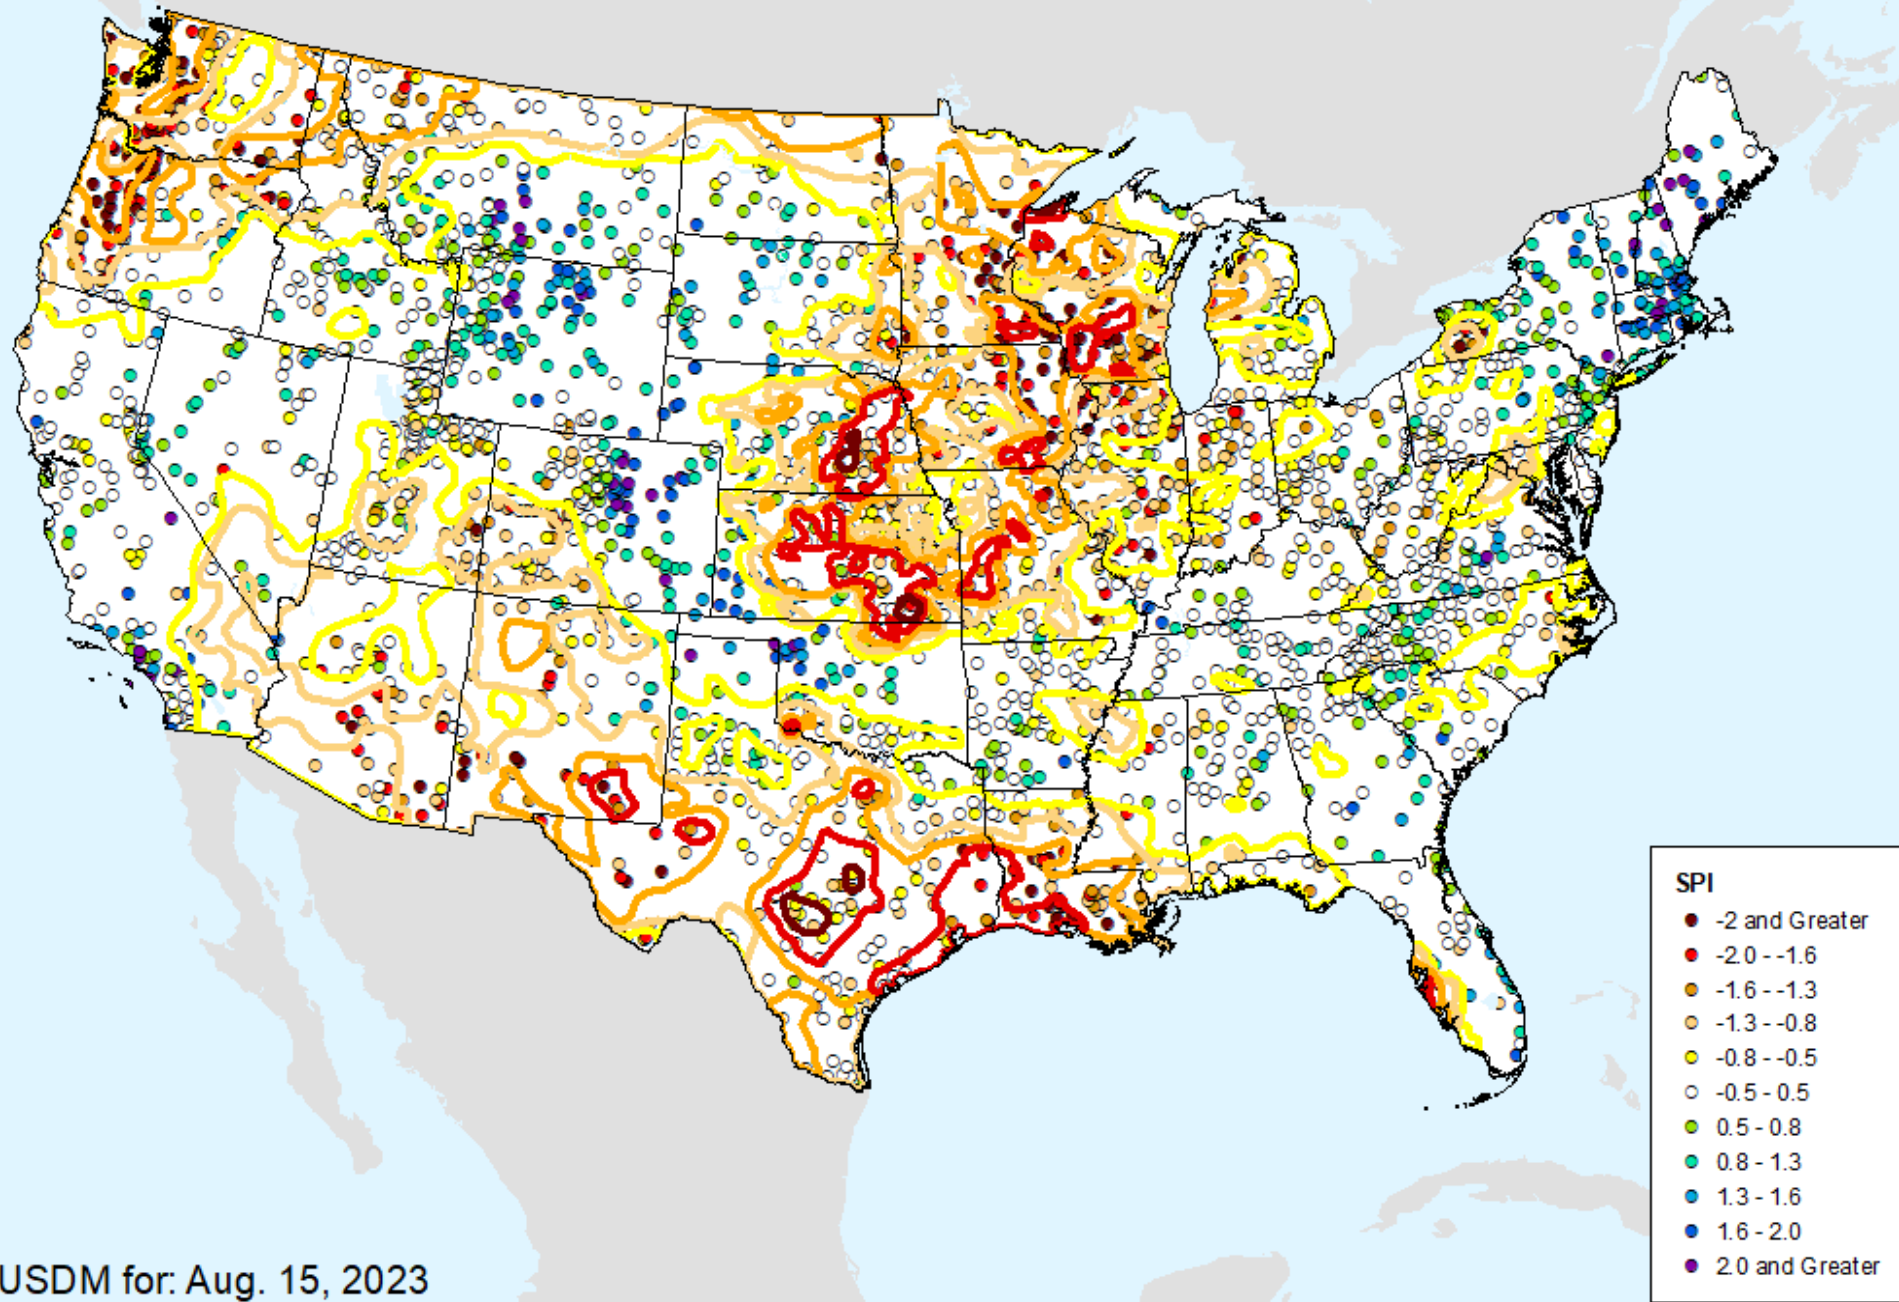 SPI
-2 and Greater
-2.0 - -1.6
-1.6 - -1.3
-1.3 - -0.8
-0.8 - -0.5
-0.5 - 0.5
0.5 - 0.8
0.8 - 1.3
1.3 - 1.6
1.6 - 2.0
2.0 and Greater
USDM for: Aug. 15, 2023